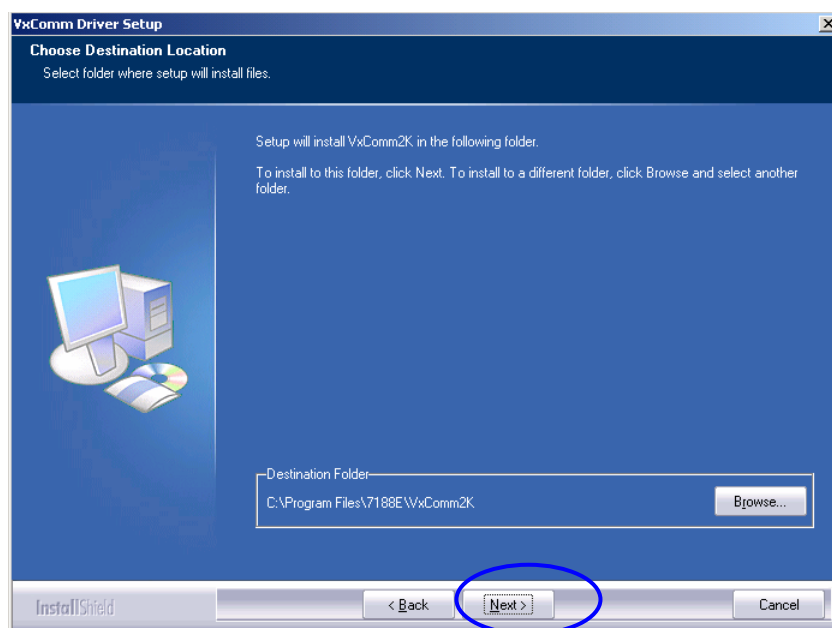 VxComm Driver Setup
Choose Destination Location
Select folder where setup will install files.
Setup will install VxComm2K in the following folder.
To install to this folder, click Next. To install to a different folder, click Browse and select another
folder.
Destination Folder
C:\Program Files\7188E\VxComm2K
Browse...
InstallShield
< Back
Next >
Cancel